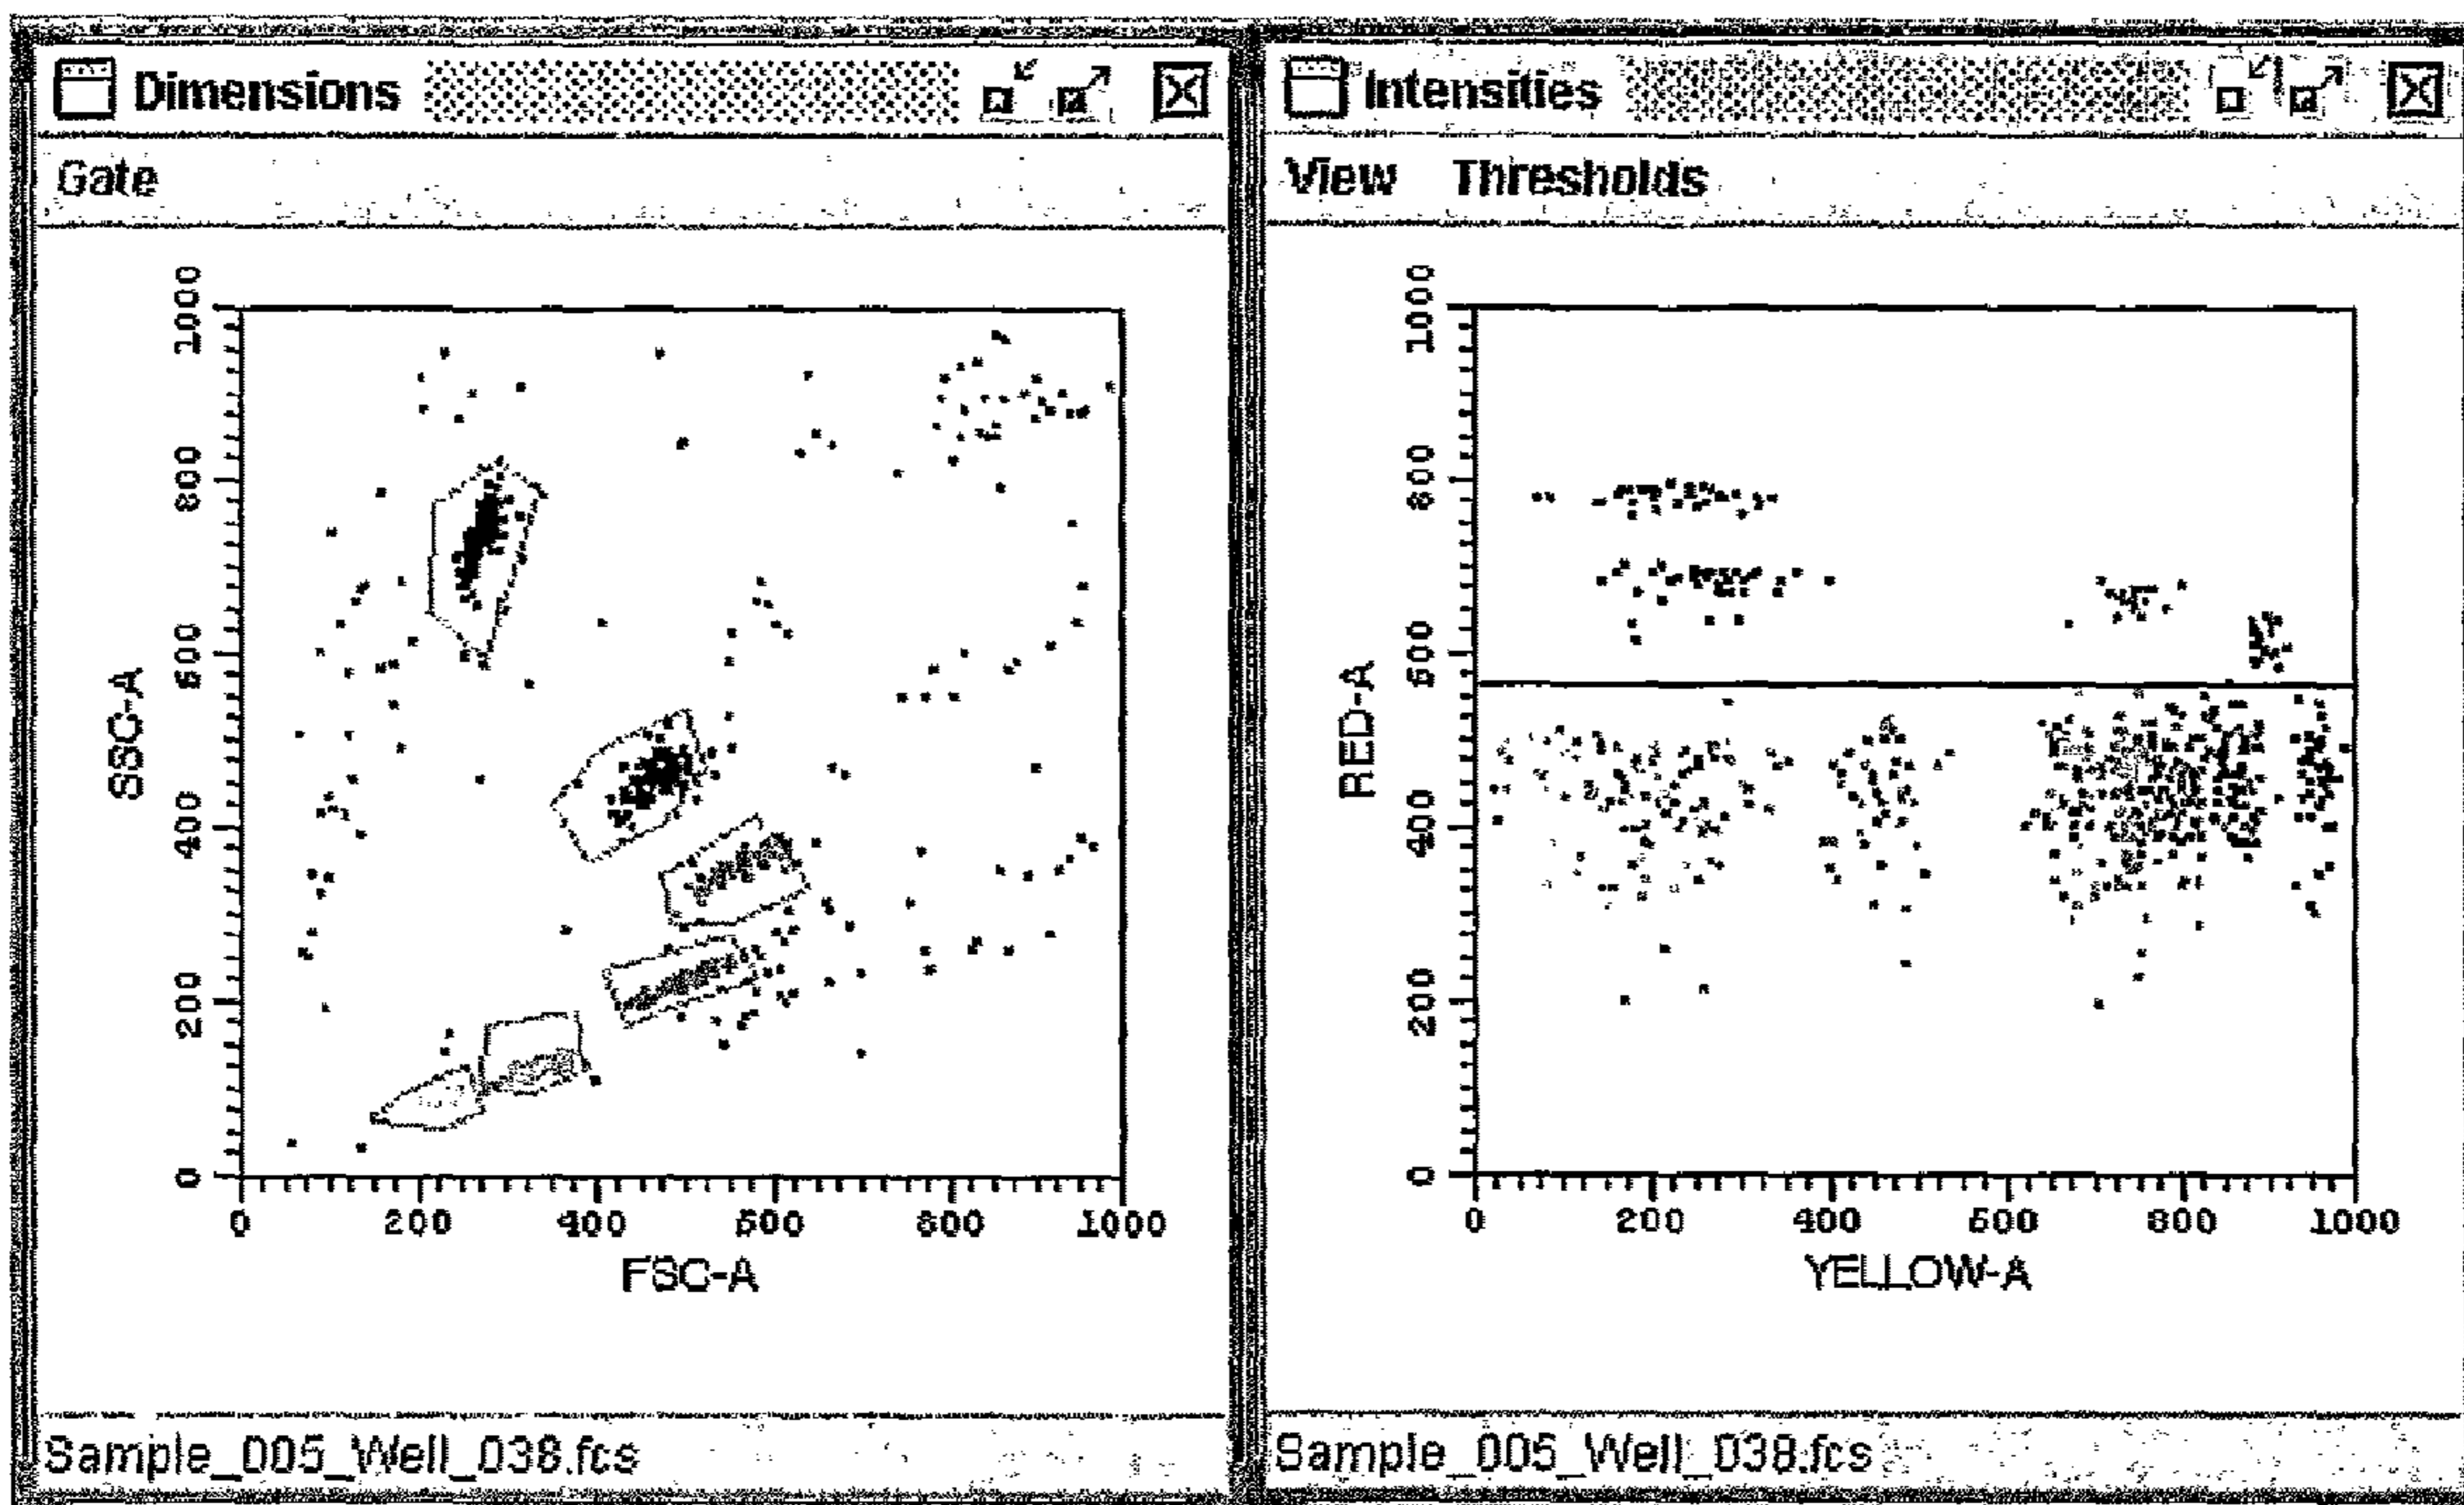 Dimensions
Gate
1000
800
600
400
200
0
SSC-A
0 200 400 600 800 1000
FSC-A
Sample_005_Well_038.fcs
Intensities
View Thresholds
1000
800
600
400
200
0
RED-A
0 200 400 600 800 1000
YELLOW-A
Sample_005_Well_038.fcs